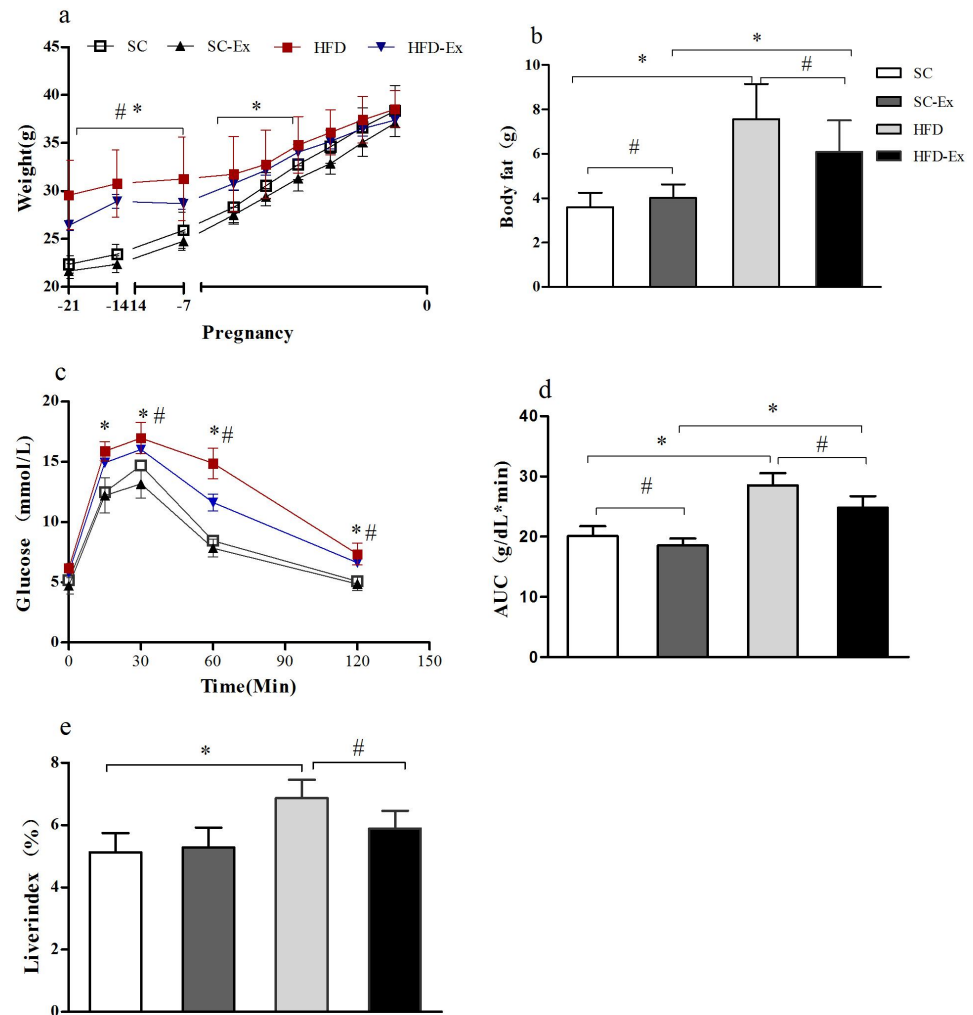 a
SC SC-Ex HFD HFD-Ex
45
40
35
30
25
20
Weight(g)
# *
*
-21 -14 14 -7 0
Pregnancy
b
10
8
6
4
2
0
Body fat (g)
*
*
#
#
SC
SC-Ex
HFD
HFD-Ex
c
20
15
10
5
0
Glucose (mmol/L)
*
* #
*#
*#
0 30 60 90 120 150
Time(Min)
d
40
30
20
10
0
AUC (g/dL*min)
*
*
#
#
e
8
6
4
2
0
Liverindex (%)
*
#